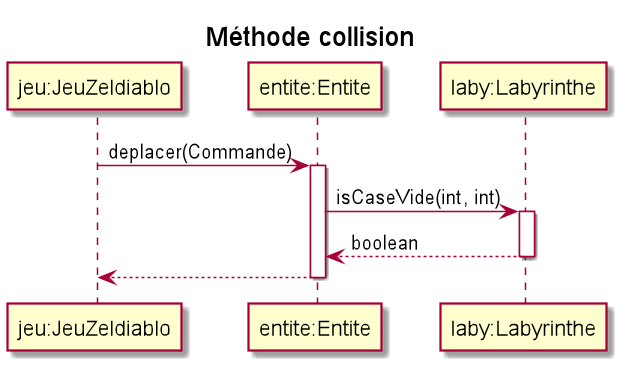 Méthode collision
jeu:JeuZeldiablo
entite:Entite
laby:Labyrinthe
deplacer(Commande)
isCaseVide(int, int)
boolean
jeu:JeuZeldiablo
entite:Entite
laby:Labyrinthe